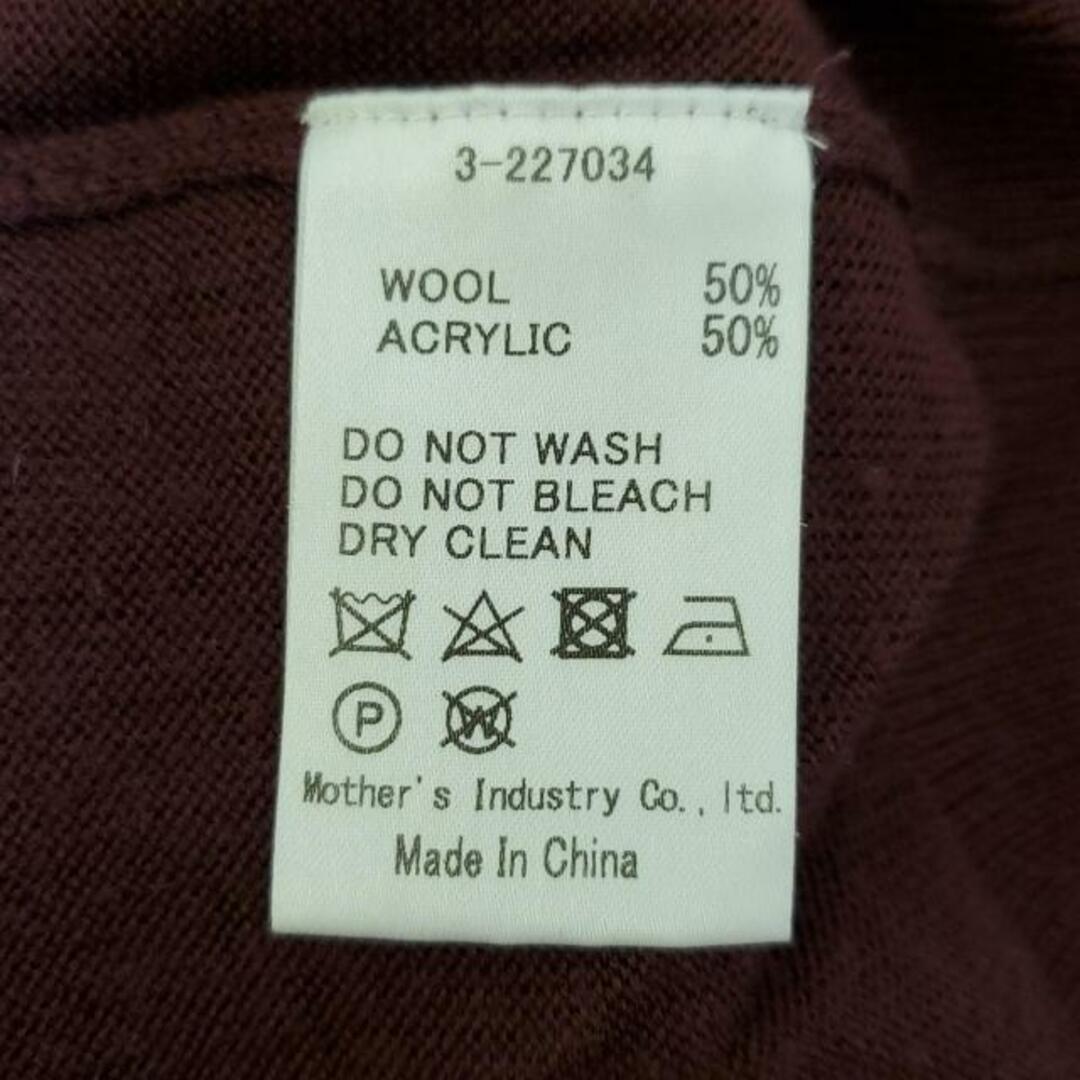 3-227034
WOOL 50%
ACRYLIC 50%
DO NOT WASH
DO NOT BLEACH
DRY CLEAN
P W
Mother's Industry Co., ltd.
Made In China